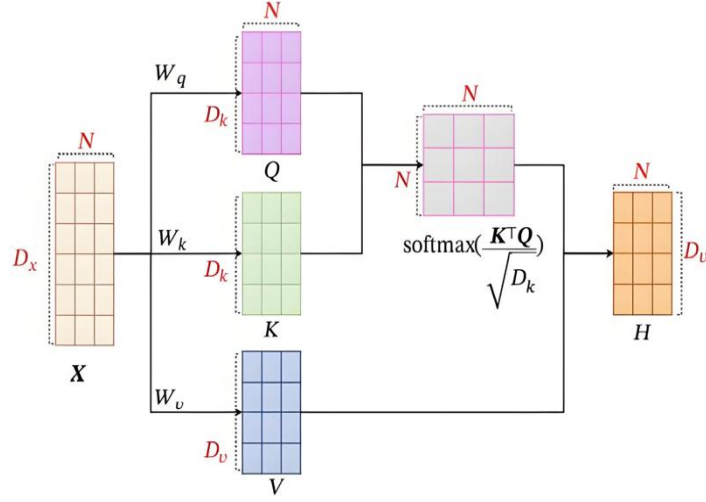 N
D_x
X
W_q
N
D_k
Q
W_k
D_k
K
W_v
D_v
V
N
N
softmax(K^⊤Q / √D_k)
N
D_v
H